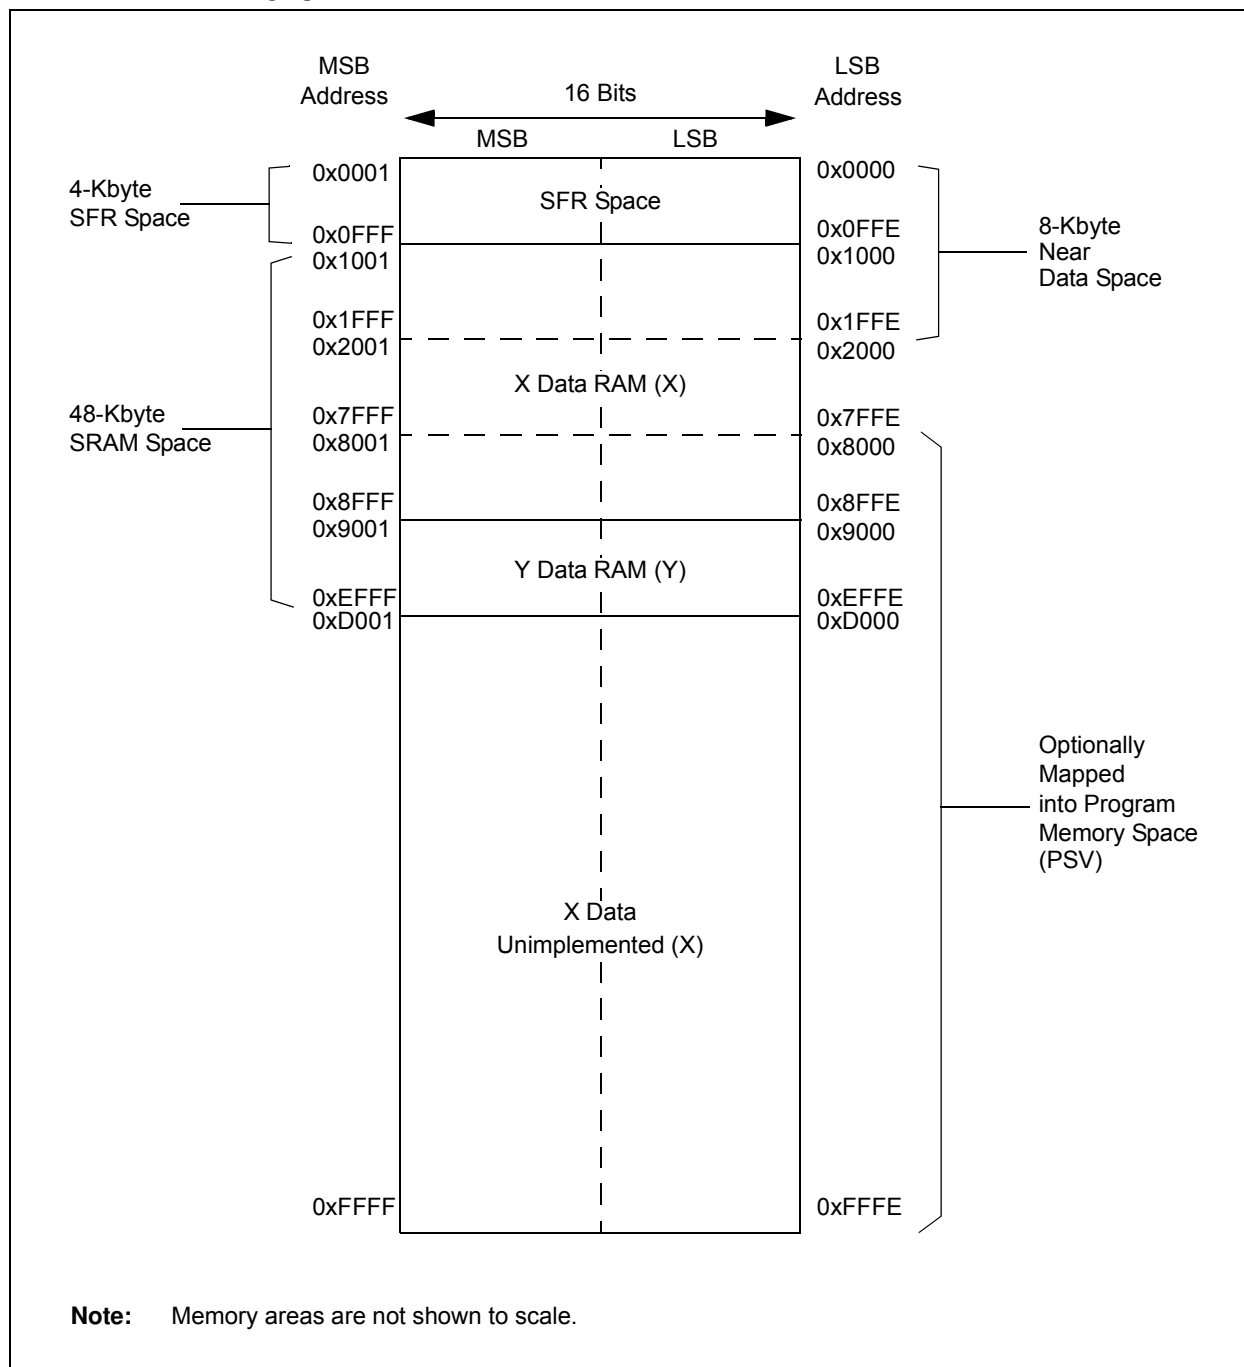 MSB
Address
16 Bits
LSB
Address
MSB
LSB
0x0001
0x0000
4-Kbyte
SFR Space
SFR Space
0x0FFF
0x0FFE
0x1001
0x1000
8-Kbyte
Near
Data Space
0x1FFF
0x1FFE
0x2001
0x2000
X Data RAM (X)
48-Kbyte
SRAM Space
0x7FFF
0x7FFE
0x8001
0x8000
0x8FFF
0x8FFE
0x9001
0x9000
Y Data RAM (Y)
0xEFFF
0xEFFE
0xD001
0xD000
Optionally
Mapped
into Program
Memory Space
(PSV)
X Data
Unimplemented (X)
0xFFFF
0xFFFE
Note: Memory areas are not shown to scale.